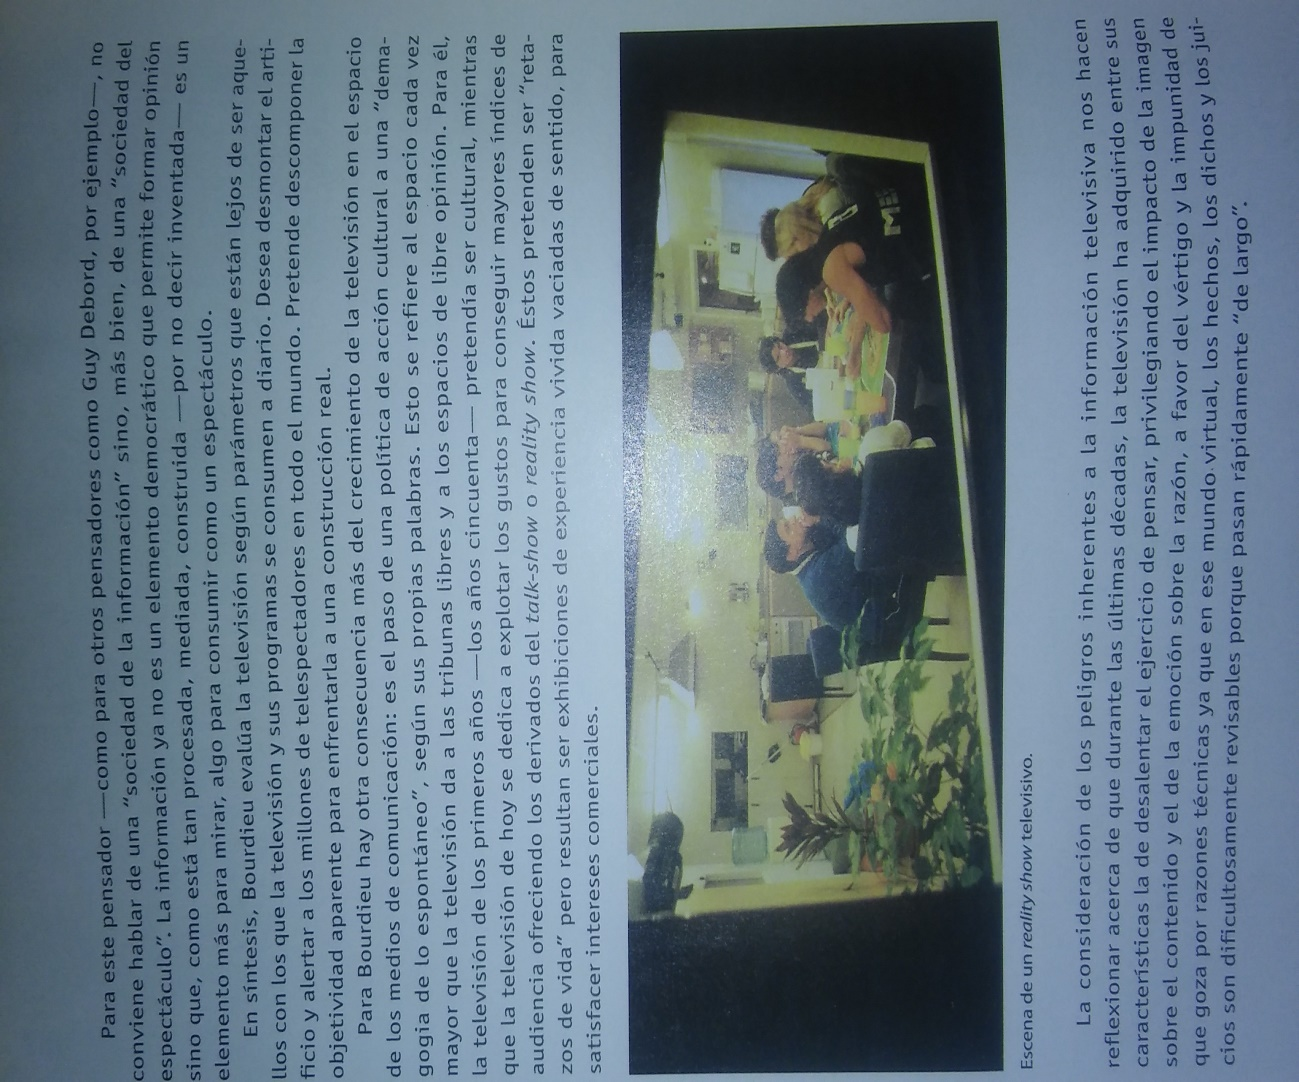 Para este pensador —como para otros pensadores como Guy Debord, por ejemplo—, no
conviene hablar de una “sociedad de la información” sino, más bien, de una “sociedad del
espectáculo”. La información ya no es un elemento democrático que permite formar opinión
sino que, como está tan procesada, mediada, construida —por no decir inventada— es un
elemento más para mirar, algo para consumir como un espectáculo.
En síntesis, Bourdieu evalúa la televisión según parámetros que están lejos de ser aque-
llos con los que la televisión y sus programas se consumen a diario. Desea desmontar el arti-
ficio y alertar a los millones de telespectadores en todo el mundo. Pretende descomponer la
objetividad aparente para enfrentarla a una construcción real.
Para Bourdieu hay otra consecuencia más del crecimiento de la televisión en el espacio
de los medios de comunicación: es el paso de una política de acción cultural a una “dema-
gogia de lo espontáneo”, según sus propias palabras. Esto se refiere al espacio cada vez
mayor que la televisión da a las tribunas libres y a los espacios de libre opinión. Para él,
la televisión de los primeros años —los años cincuenta— pretendía ser cultural, mientras
que la televisión de hoy se dedica a explotar los gustos para conseguir mayores índices de
audiencia ofreciendo los derivados del talk-show o reality show. Éstos pretenden ser “reta-
zos de vida” pero resultan ser exhibiciones de experiencia vivida vaciadas de sentido, para
satisfacer intereses comerciales.
Escena de un reality show televisivo.
La consideración de los peligros inherentes a la información televisiva nos hacen
reflexionar acerca de que durante las últimas décadas, la televisión ha adquirido entre sus
características la de desalentar el ejercicio de pensar, privilegiando el impacto de la imagen
sobre el contenido y el de la emoción sobre la razón, a favor del vértigo y la impunidad de
que goza por razones técnicas ya que en ese mundo virtual, los hechos, los dichos y los jui-
cios son dificultosamente revisables porque pasan rápidamente “de largo”.